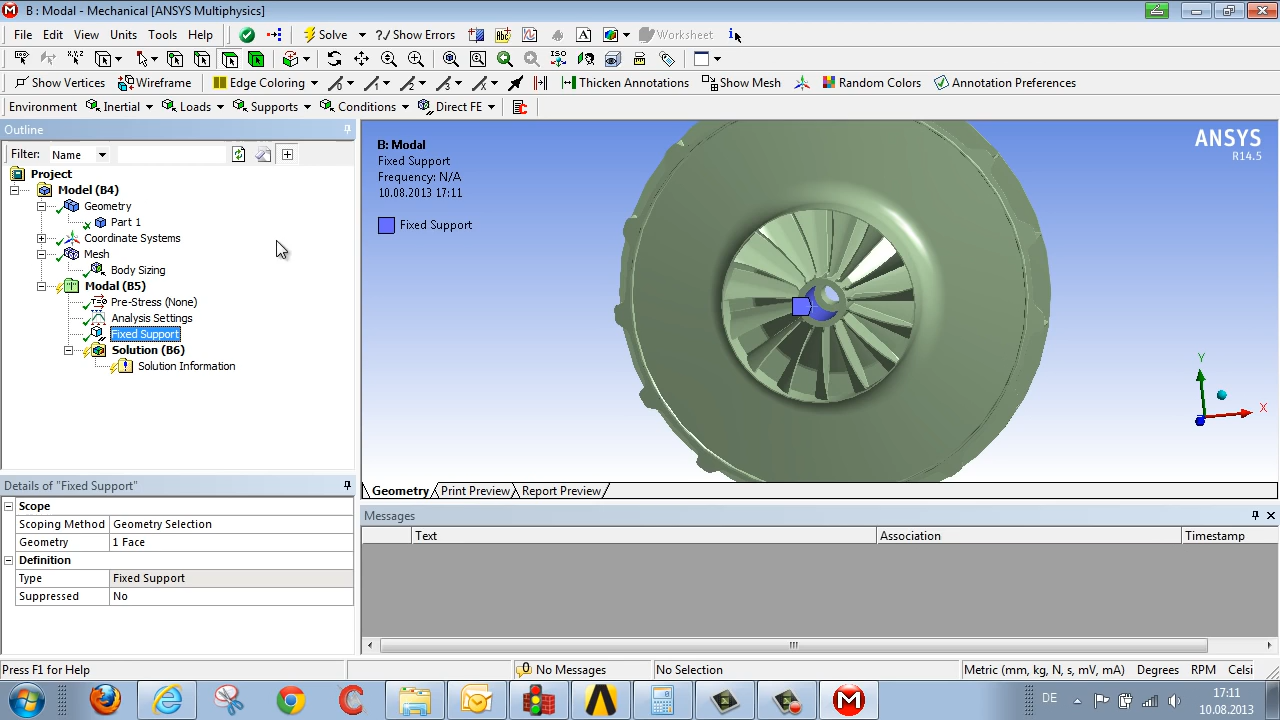 B : Modal - Mechanical [ANSYS Multiphysics]
File Edit View Units Tools Help Solve ?/ Show Errors Worksheet
Show Vertices Wireframe Edge Coloring Thicken Annotations Show Mesh Random Colors Annotation Preferences
Environment Inertial Loads Supports Conditions Direct FE
Outline
Filter: Name
Project
Model (B4)
Geometry
Part 1
Coordinate Systems
Mesh
Body Sizing
Modal (B5)
Pre-Stress (None)
Analysis Settings
Fixed Support
Solution (B6)
Solution Information
B: Modal
Fixed Support
Frequency: N/A
10.08.2013 17:11
Fixed Support
ANSYS
R14.5
Y
X
Geometry Print Preview Report Preview
Details of "Fixed Support"
Scope
Scoping Method Geometry Selection
Geometry 1 Face
Definition
Type Fixed Support
Suppressed No
Messages
Text Association Timestamp
Press F1 for Help 0 No Messages No Selection Metric (mm, kg, N, s, mV, mA) Degrees RPM Celsi
DE 17:11
10.08.2013